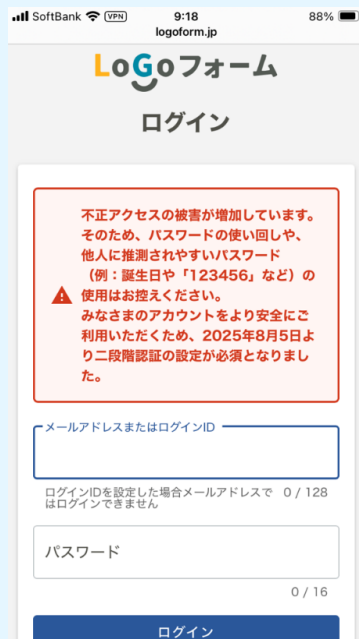 SoftBank VPN 9:18 88%
logoform.jp
LoGoフォーム
ログイン
不正アクセスの被害が増加しています。
そのため、パスワードの使い回しや、
他人に推測されやすいパスワード
（例：誕生日や「123456」など）の
使用はお控えください。
みなさまのアカウントをより安全にご
利用いただくため、2025年8月5日よ
り二段階認証の設定が必須となりまし
た。
メールアドレスまたはログインID
ログインIDを設定した場合メールアドレスで 0 / 128
はログインできません
パスワード
0 / 16
ログイン